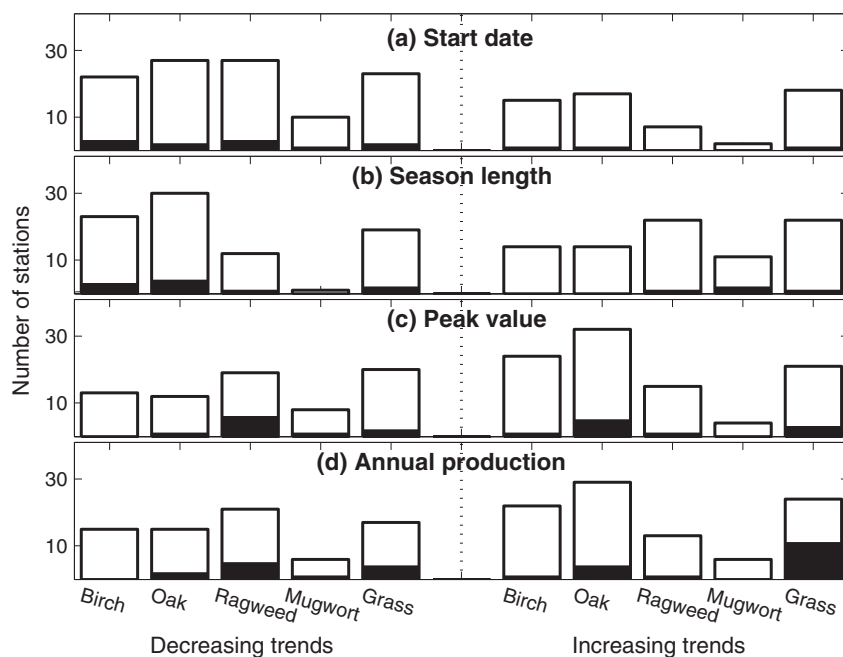 (a) Start date
30
10
(b) Season length
30
10
(c) Peak value
30
10
(d) Annual production
30
10
Number of stations
Birch Oak Ragweed Mugwort Grass Birch Oak Ragweed Mugwort Grass
Decreasing trends Increasing trends